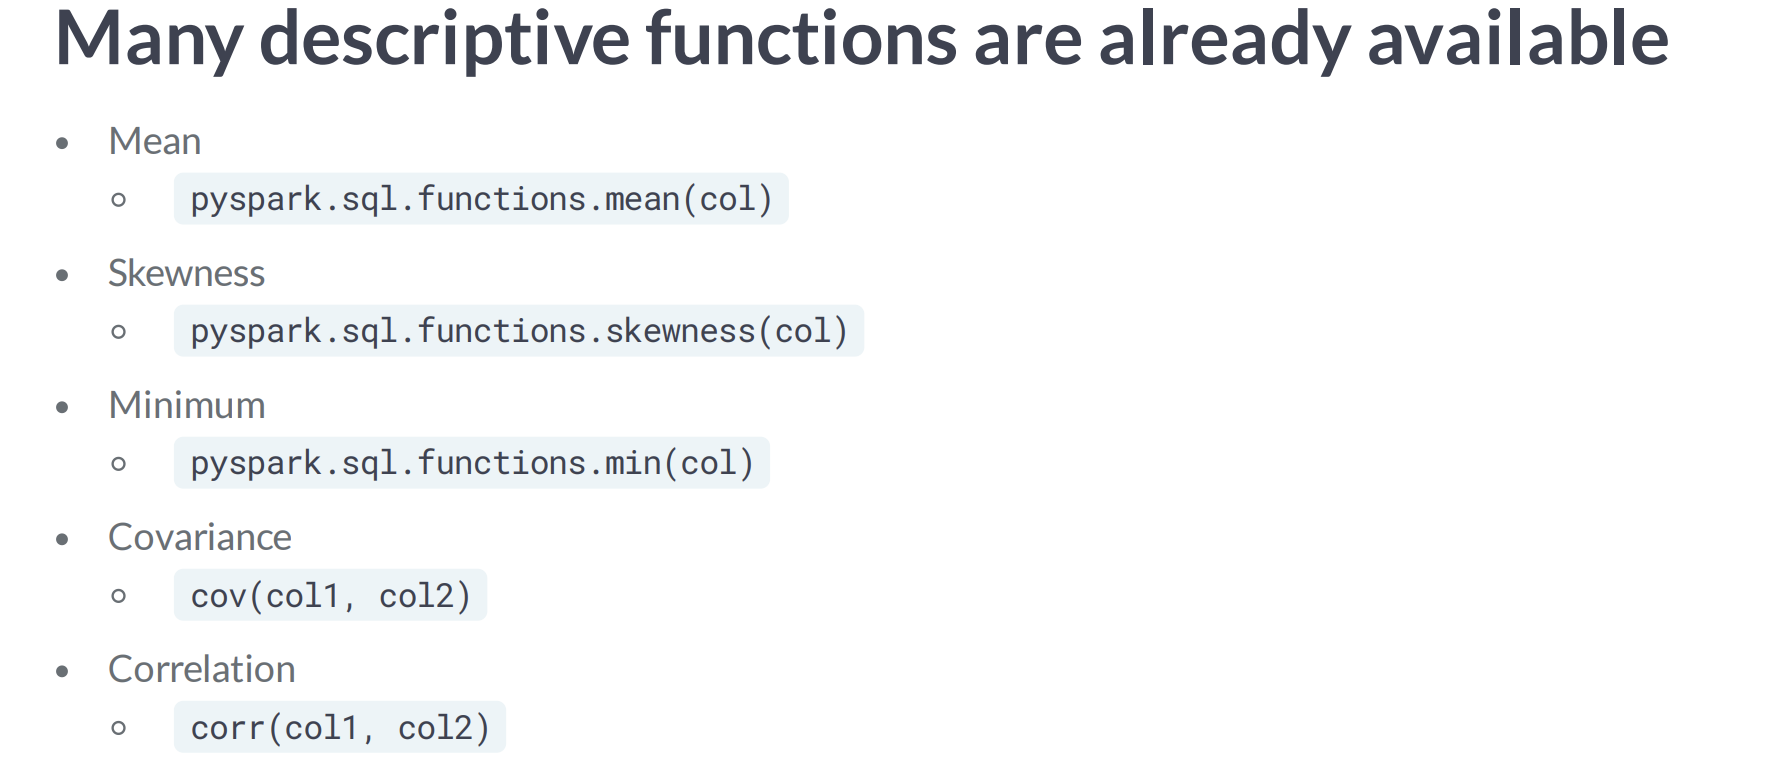 Many descriptive functions are already available
• Mean
◦ pyspark.sql.functions.mean(col)
• Skewness
◦ pyspark.sql.functions.skewness(col)
• Minimum
◦ pyspark.sql.functions.min(col)
• Covariance
◦ cov(col1, col2)
• Correlation
◦ corr(col1, col2)